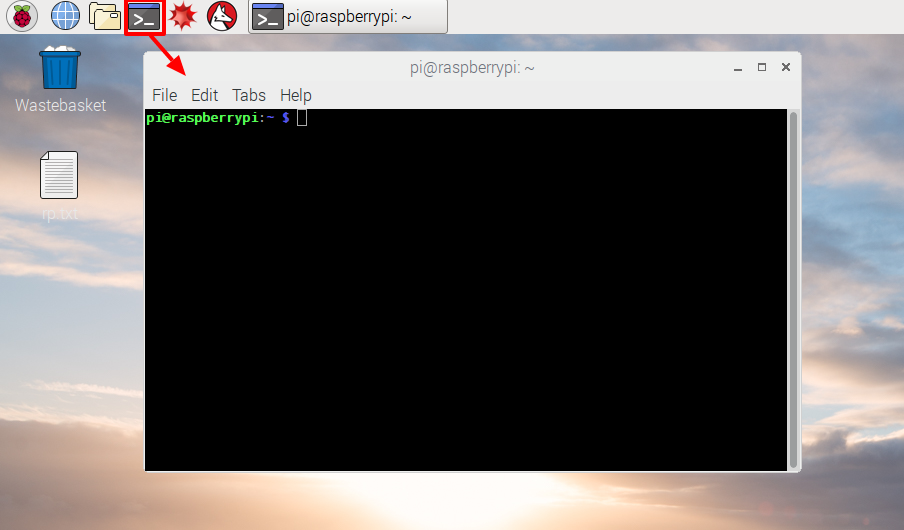 pi@raspberrypi: ~
pi@raspberrypi: ~
Wastebasket
File Edit Tabs Help
pi@raspberrypi:~ $
rp.txt